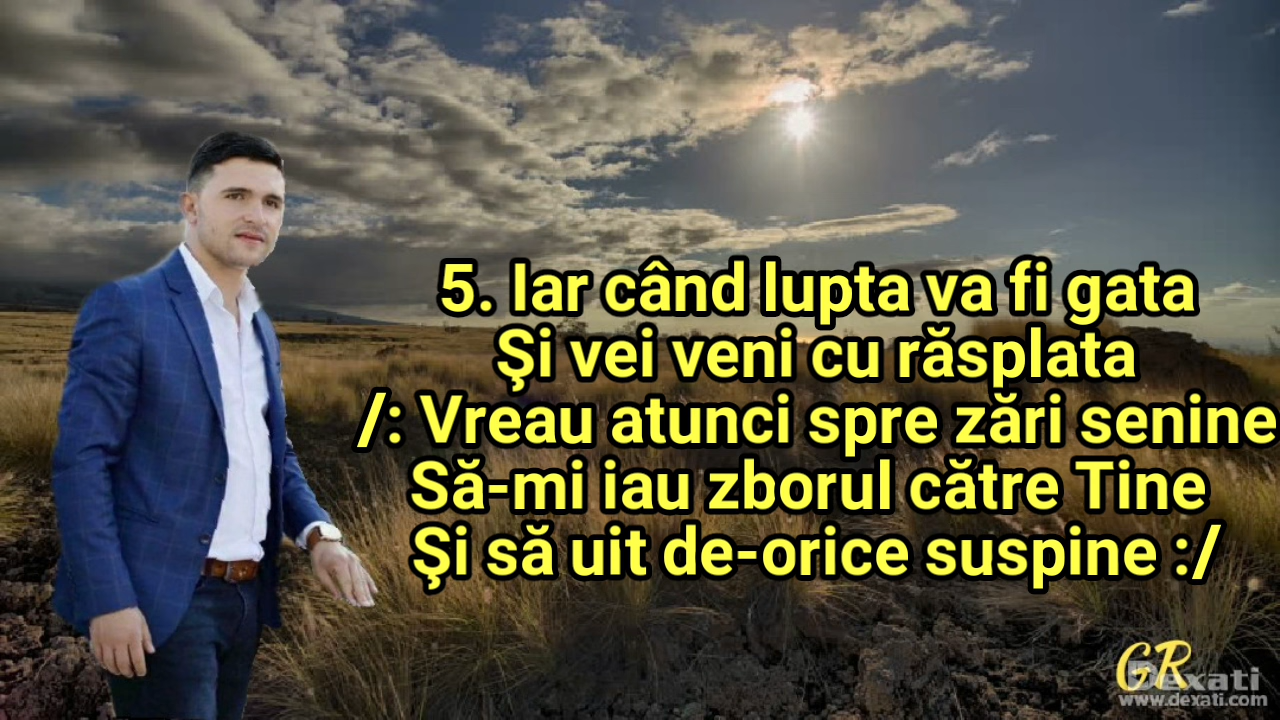 5. Iar când lupta va fi gata
Şi vei veni cu răsplata
/: Vreau atunci spre zări senine
Să-mi iau zborul către Tine
Şi să uit de-orice suspine :/
GR
Dexati
www.dexati.com